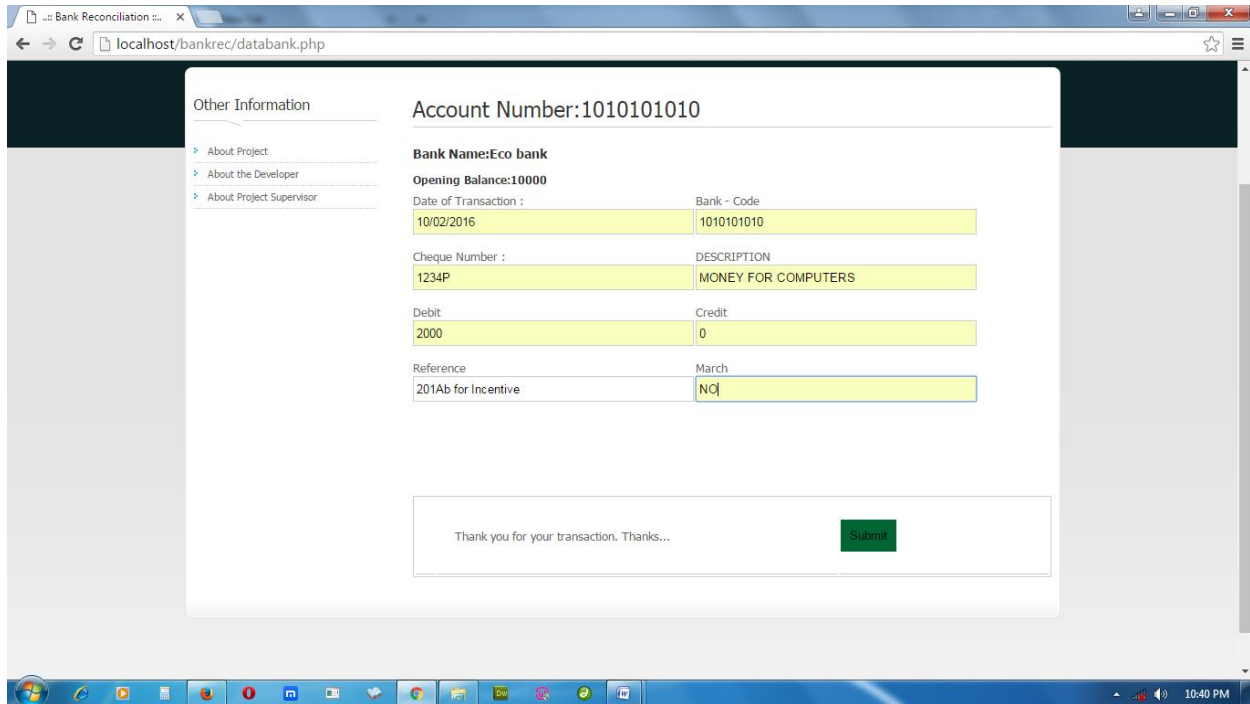 ..:: Bank Reconciliation ::..
localhost/bankrec/databank.php
Other Information
About Project
About the Developer
About Project Supervisor
Account Number:1010101010
Bank Name:Eco bank
Opening Balance:10000
Date of Transaction : Bank - Code
10/02/2016 1010101010
Cheque Number : DESCRIPTION
1234P MONEY FOR COMPUTERS
Debit Credit
2000 0
Reference March
201Ab for Incentive NO
Thank you for your transaction. Thanks... Submit
10:40 PM